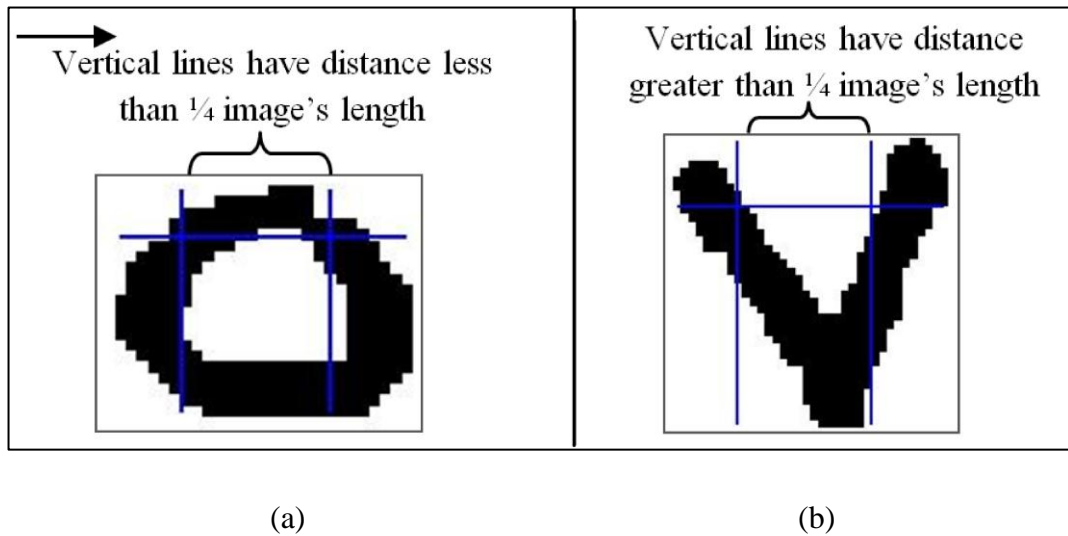 Vertical lines have distance less
than ¼ image's length
Vertical lines have distance
greater than ¼ image's length
(a)
(b)